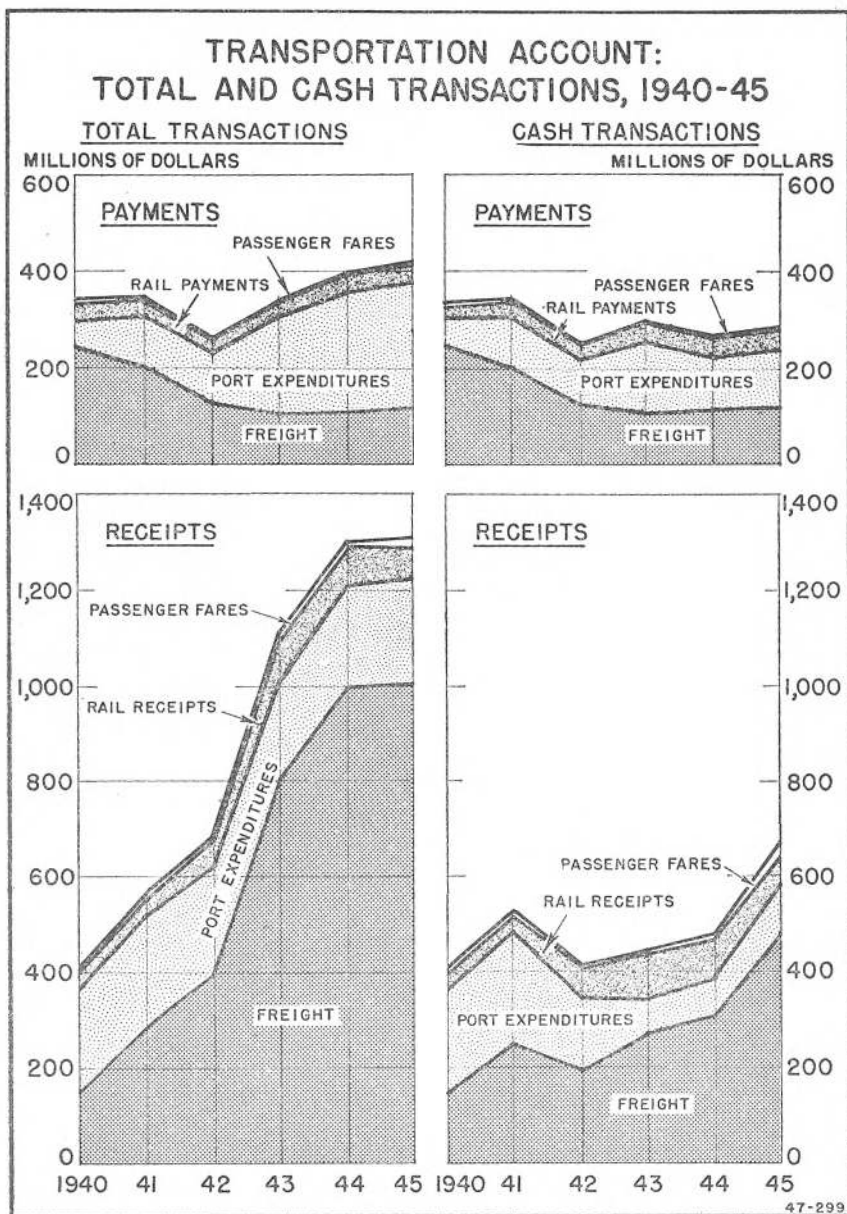 TRANSPORTATION ACCOUNT:
TOTAL AND CASH TRANSACTIONS, 1940-45
TOTAL TRANSACTIONS
MILLIONS OF DOLLARS
600
PAYMENTS
PASSENGER FARES
400
RAIL PAYMENTS
200
PORT EXPENDITURES
FREIGHT
0
CASH TRANSACTIONS
MILLIONS OF DOLLARS
600
PAYMENTS
400
PASSENGER FARES
RAIL PAYMENTS
PORT EXPENDITURES
200
FREIGHT
0
1,400
RECEIPTS
1,200
PASSENGER FARES
1,000
RAIL RECEIPTS
800
PORT EXPENDITURES
600
400
FREIGHT
200
0
1940 41 42 43 44 45
1,400
RECEIPTS
1,200
1,000
800
PASSENGER FARES
600
RAIL RECEIPTS
400
PORT EXPENDITURES
200
FREIGHT
0
1940 41 42 43 44 45
47-299